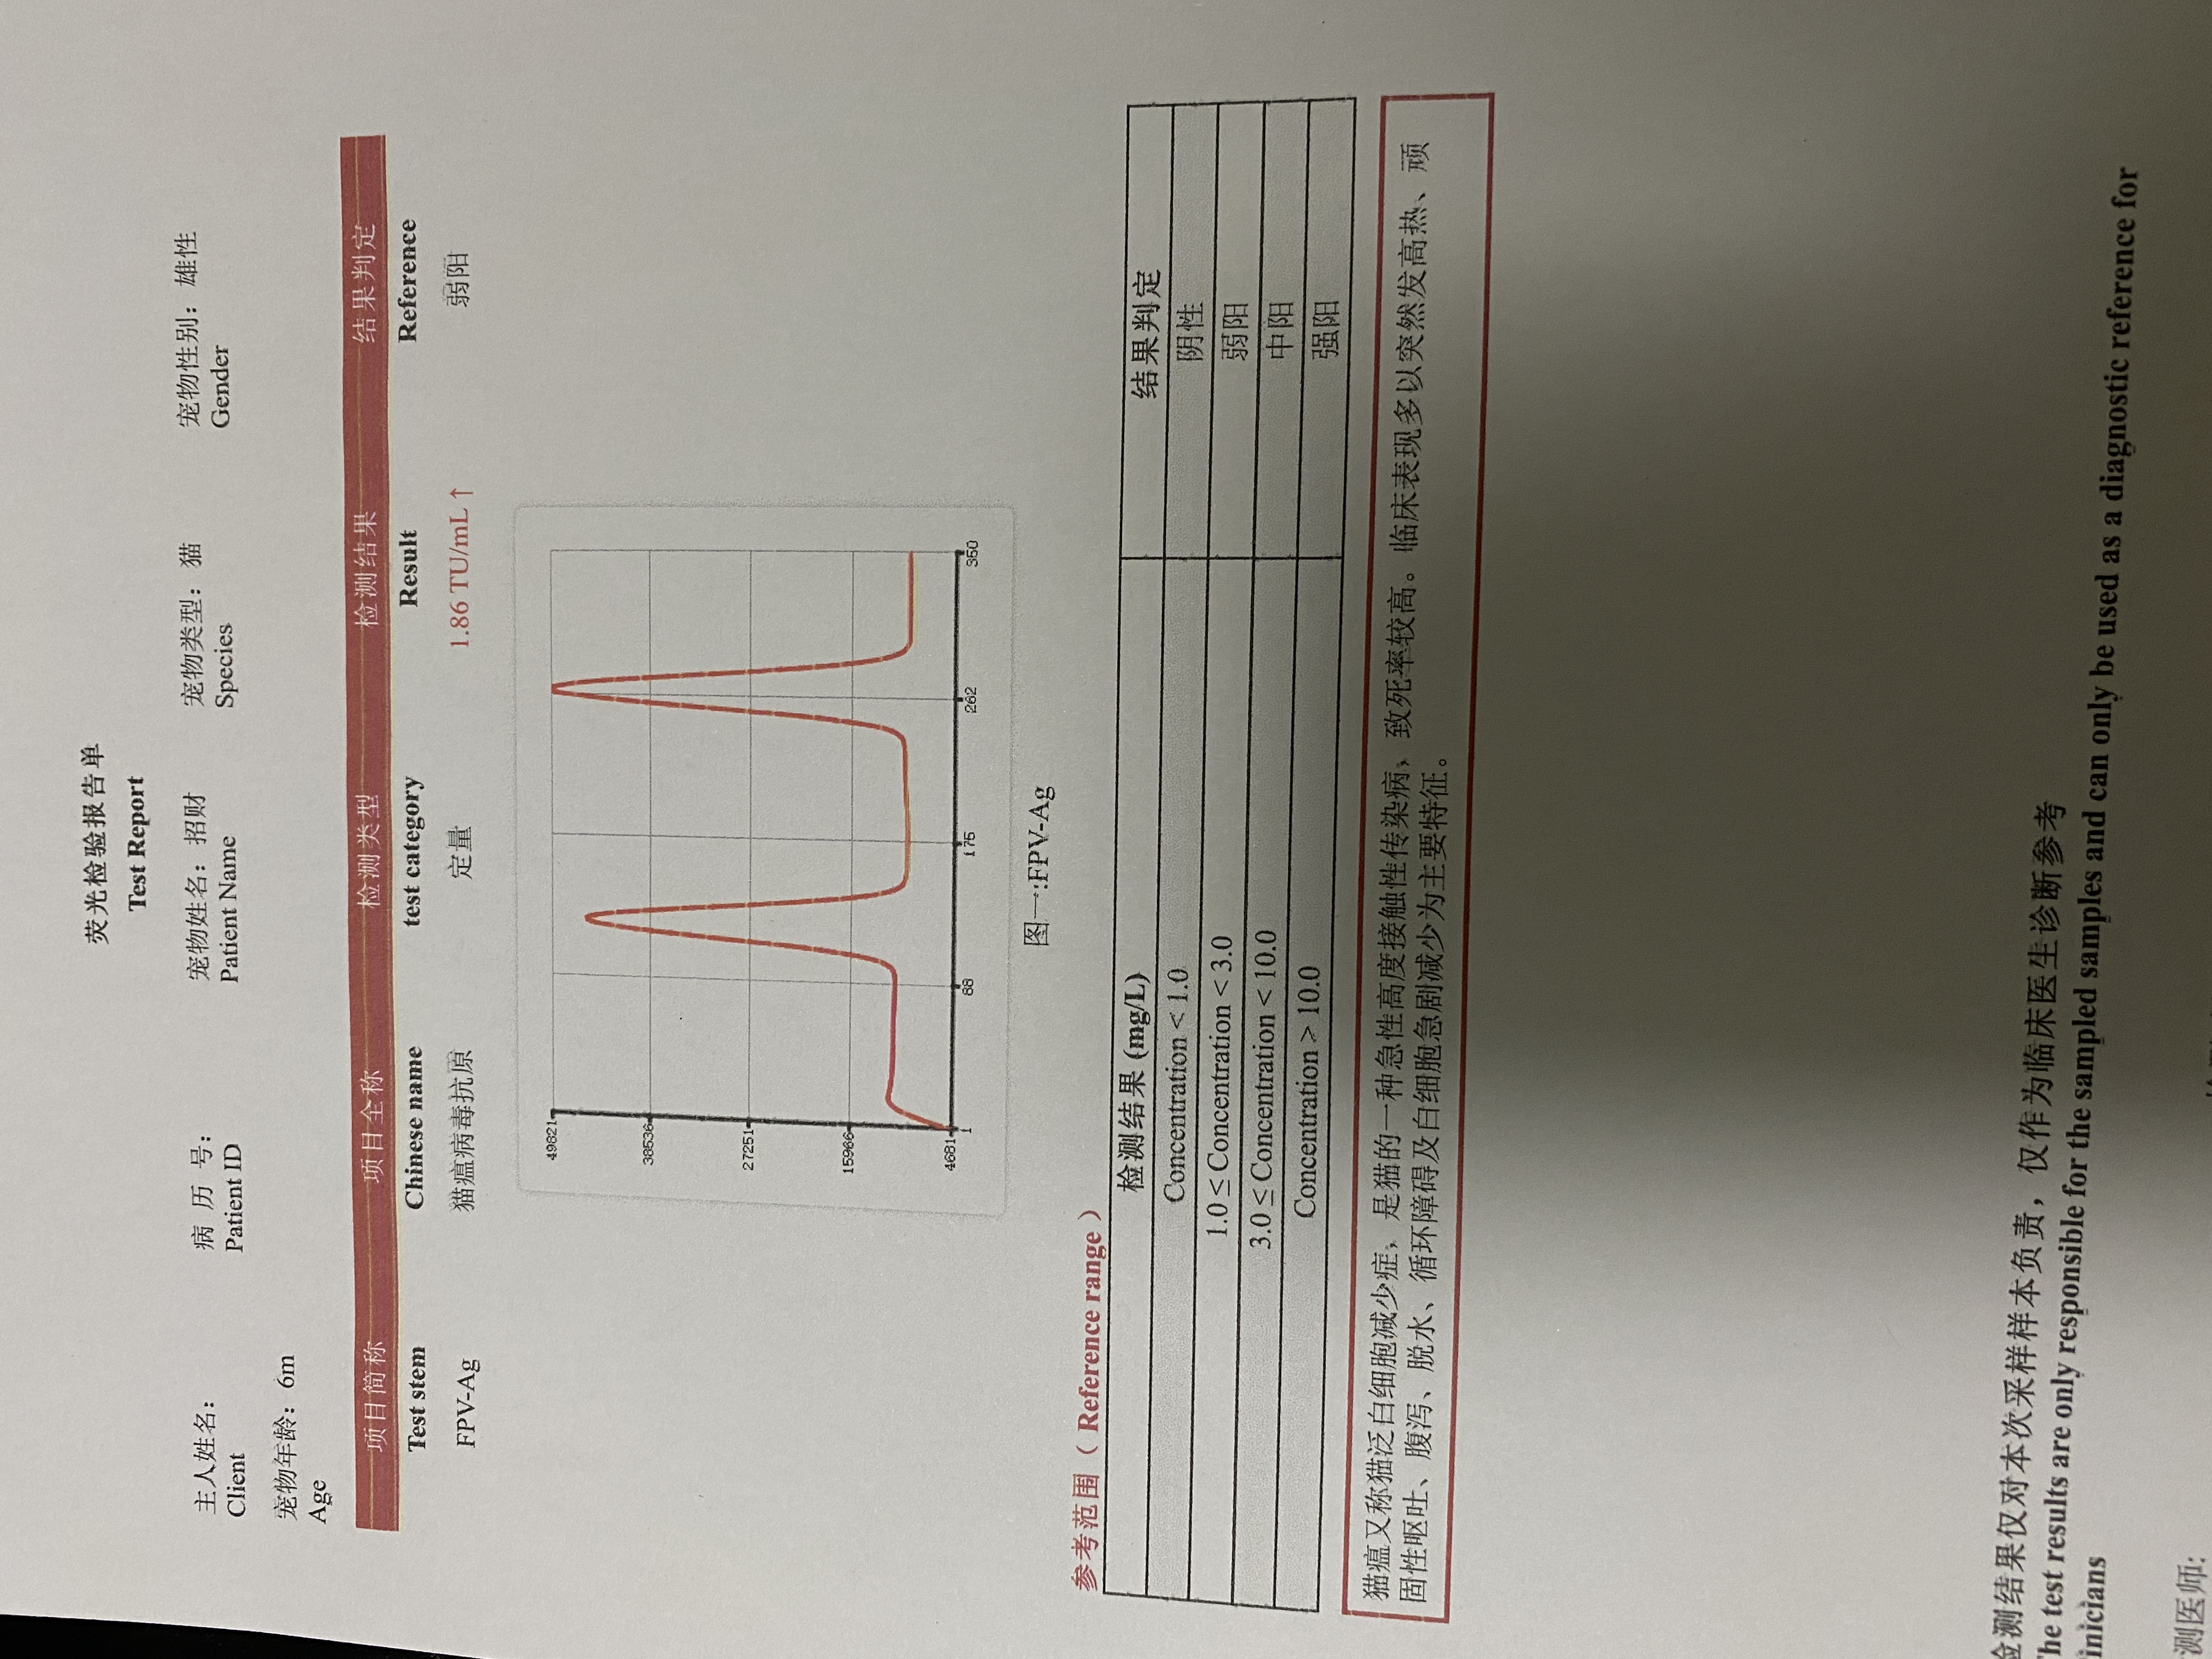 荧光检验报告单
Test Report
主人姓名: 病 历 号: 宠物姓名: 招财 宠物类型: 猫 宠物性别: 雄性
Client Patient ID Patient Name Species Gender
宠物年龄: 6m
Age
项目简称 项目全称 检测类型 检测结果 结果判定
Test stem Chinese name test category Result Reference
FPV-Ag 猫瘟病毒抗原 定量 1.86 TU/mL ↑ 弱阳
49821
38536
27251
15966
4681
1 88 175 262 350
图一:FPV-Ag
参考范围（ Reference range ）
检测结果 (mg/L) 结果判定
Concentration < 1.0 阴性
1.0 ≤ Concentration < 3.0 弱阳
3.0 ≤ Concentration < 10.0 中阳
Concentration > 10.0 强阳
猫瘟又称猫泛白细胞减少症，是猫的一种急性高度接触性传染病，致死率较高。临床表现多以突然发高热、顽
固性呕吐、腹泻、脱水、循环障碍及白细胞急剧减少为主要特征。
检测结果仅对本次采样样本负责，仅作为临床医生诊断参考
The test results are only responsible for the sampled samples and can only be used as a diagnostic reference for
inicians
测医师: